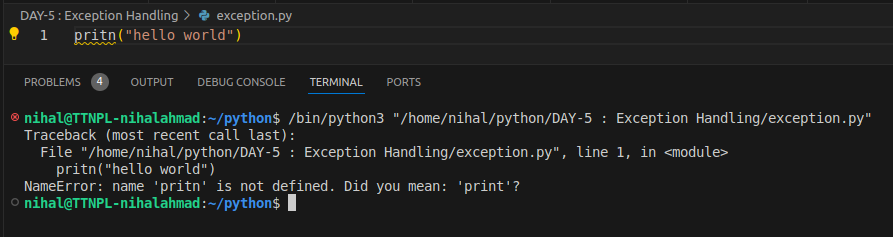 DAY-5 : Exception Handling > exception.py
1 pritn("hello world")
PROBLEMS 4 OUTPUT DEBUG CONSOLE TERMINAL PORTS
nihal@TTNPL-nihalahmad:~/python$ /bin/python3 "/home/nihal/python/DAY-5 : Exception Handling/exception.py"
Traceback (most recent call last):
  File "/home/nihal/python/DAY-5 : Exception Handling/exception.py", line 1, in <module>
    pritn("hello world")
NameError: name 'pritn' is not defined. Did you mean: 'print'?
nihal@TTNPL-nihalahmad:~/python$